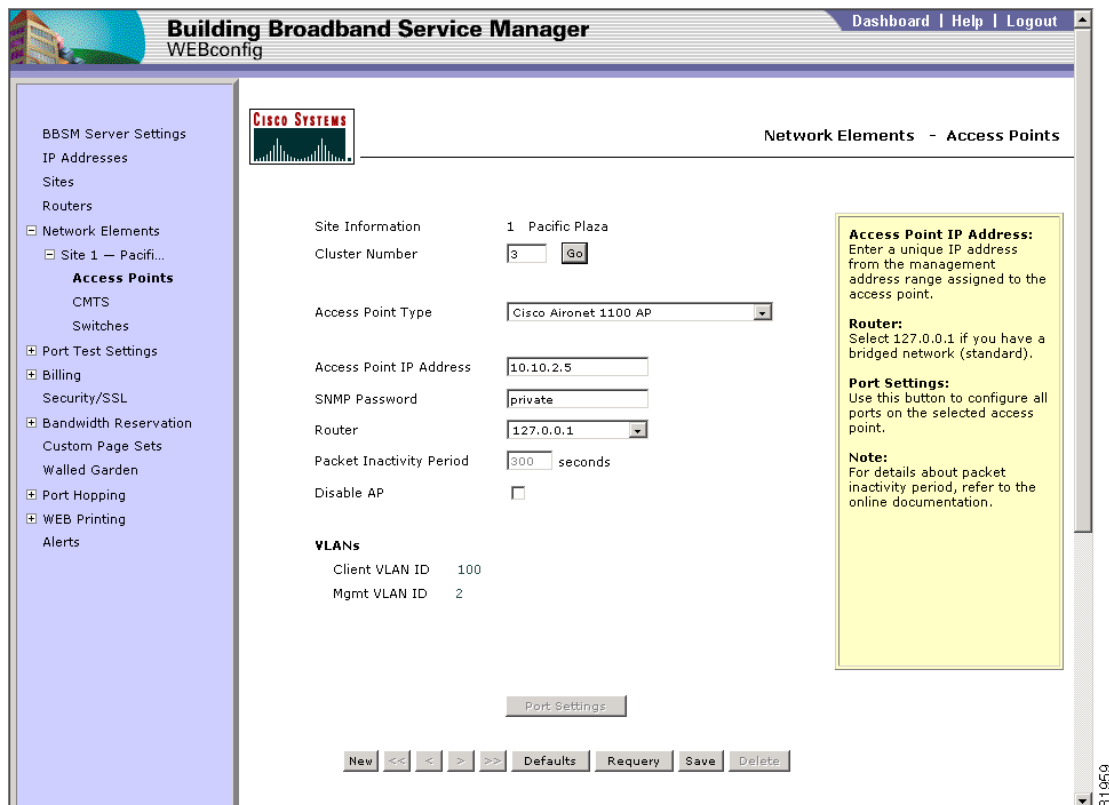 Building Broadband Service Manager
WEBconfig
Dashboard | Help | Logout
BBSM Server Settings
IP Addresses
Sites
Routers
Network Elements
Site 1 — Pacifi...
Access Points
CMTS
Switches
Port Test Settings
Billing
Security/SSL
Bandwidth Reservation
Custom Page Sets
Walled Garden
Port Hopping
WEB Printing
Alerts
CISCO SYSTEMS
Network Elements - Access Points
Site Information 1 Pacific Plaza
Cluster Number 3 Go
Access Point Type Cisco Aironet 1100 AP
Access Point IP Address 10.10.2.5
SNMP Password private
Router 127.0.0.1
Packet Inactivity Period 300 seconds
Disable AP
VLANs
Client VLAN ID 100
Mgmt VLAN ID 2
Port Settings
New << < > >> Defaults Requery Save Delete
Access Point IP Address:
Enter a unique IP address
from the management
address range assigned to the
access point.
Router:
Select 127.0.0.1 if you have a
bridged network (standard).
Port Settings:
Use this button to configure all
ports on the selected access
point.
Note:
For details about packet
inactivity period, refer to the
online documentation.